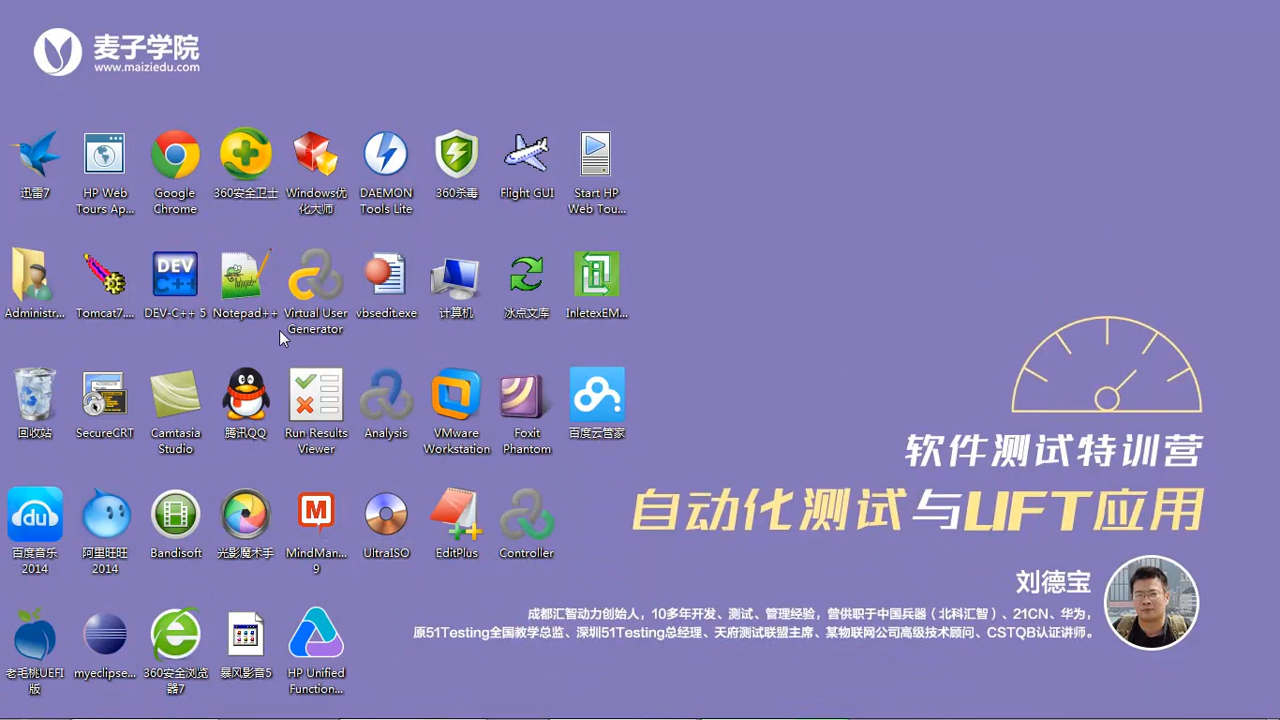 麦子学院
www.maiziedu.com
迅雷7
HP Web
Tours Ap...
Google
Chrome
360安全卫士
Windows优
化大师
DAEMON
Tools Lite
360杀毒
Flight GUI
Start HP
Web Tou...
Administr...
Tomcat7....
DEV
C++
DEV-C++ 5
Notepad++
Virtual User
Generator
vbsedit.exe
计算机
冰点文库
InletexEM...
回收站
SecureCRT
Camtasia
Studio
腾讯QQ
Run Results
Viewer
Analysis
VMware
Workstation
Foxit
Phantom
百度云管家
软件测试特训营
自动化测试与UFT应用
du
百度音乐
2014
阿里旺旺
2014
Bandisoft
光影魔术手
M
MindMan...
9
UltraISO
EditPlus
Controller
刘德宝
成都汇智动力创始人，10多年开发、测试、管理经验，曾供职于中国兵器（北科汇智）、21CN、华为，
原51Testing全国教学总监、深圳51Testing总经理、天府测试联盟主席、某物联网公司高级技术顾问、CSTQB认证讲师。
老毛桃UEFI
版
myeclipse...
360安全浏览
器7
暴风影音5
HP Unified
Function...